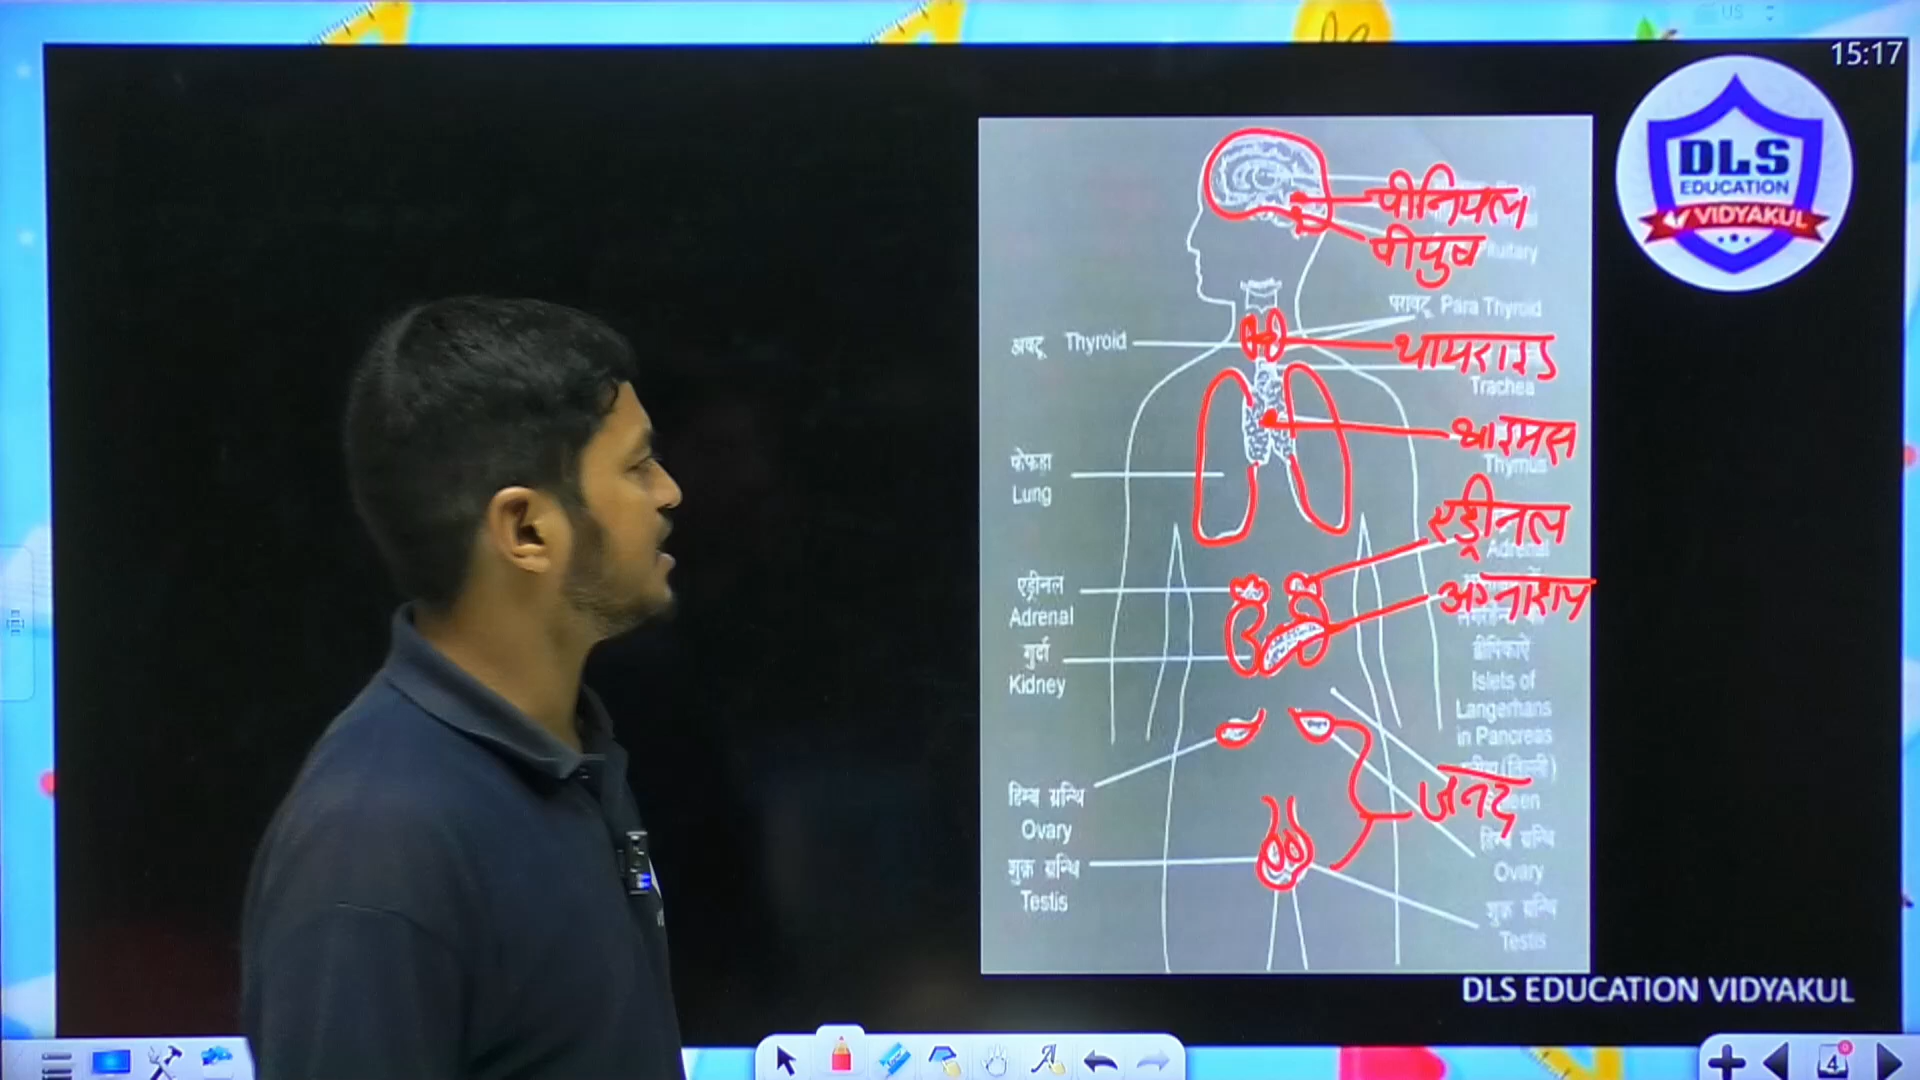 US
15:17
DLS
EDUCATION
VIDYAKUL
पीनियल
पीयुष
परावटू Para Thyroid
अवटू Thyroid
थायराइड
Trachea
थाइमस
Thymus
फेफड़ा
Lung
एड्रीनल
Adrenal
एड्रीनल
Adrenal
अग्नाशय
गुर्दा
Kidney
द्वीपिकाऐं
Islets of
Langerhans
in Pancreas
(तिल्ली)
जनद
डिम्ब ग्रन्थि
Ovary
शुक्र ग्रन्थि
Testis
डिम्ब ग्रन्थि
Ovary
शुक्र ग्रन्थि
Testis
DLS EDUCATION VIDYAKUL
4